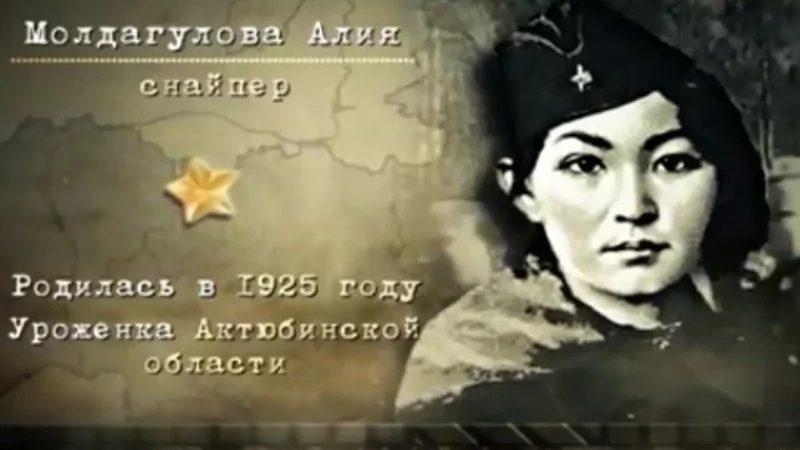 Молдагулова Алия
снайпер
Родилась в 1925 году
Уроженка Актюбинской
области